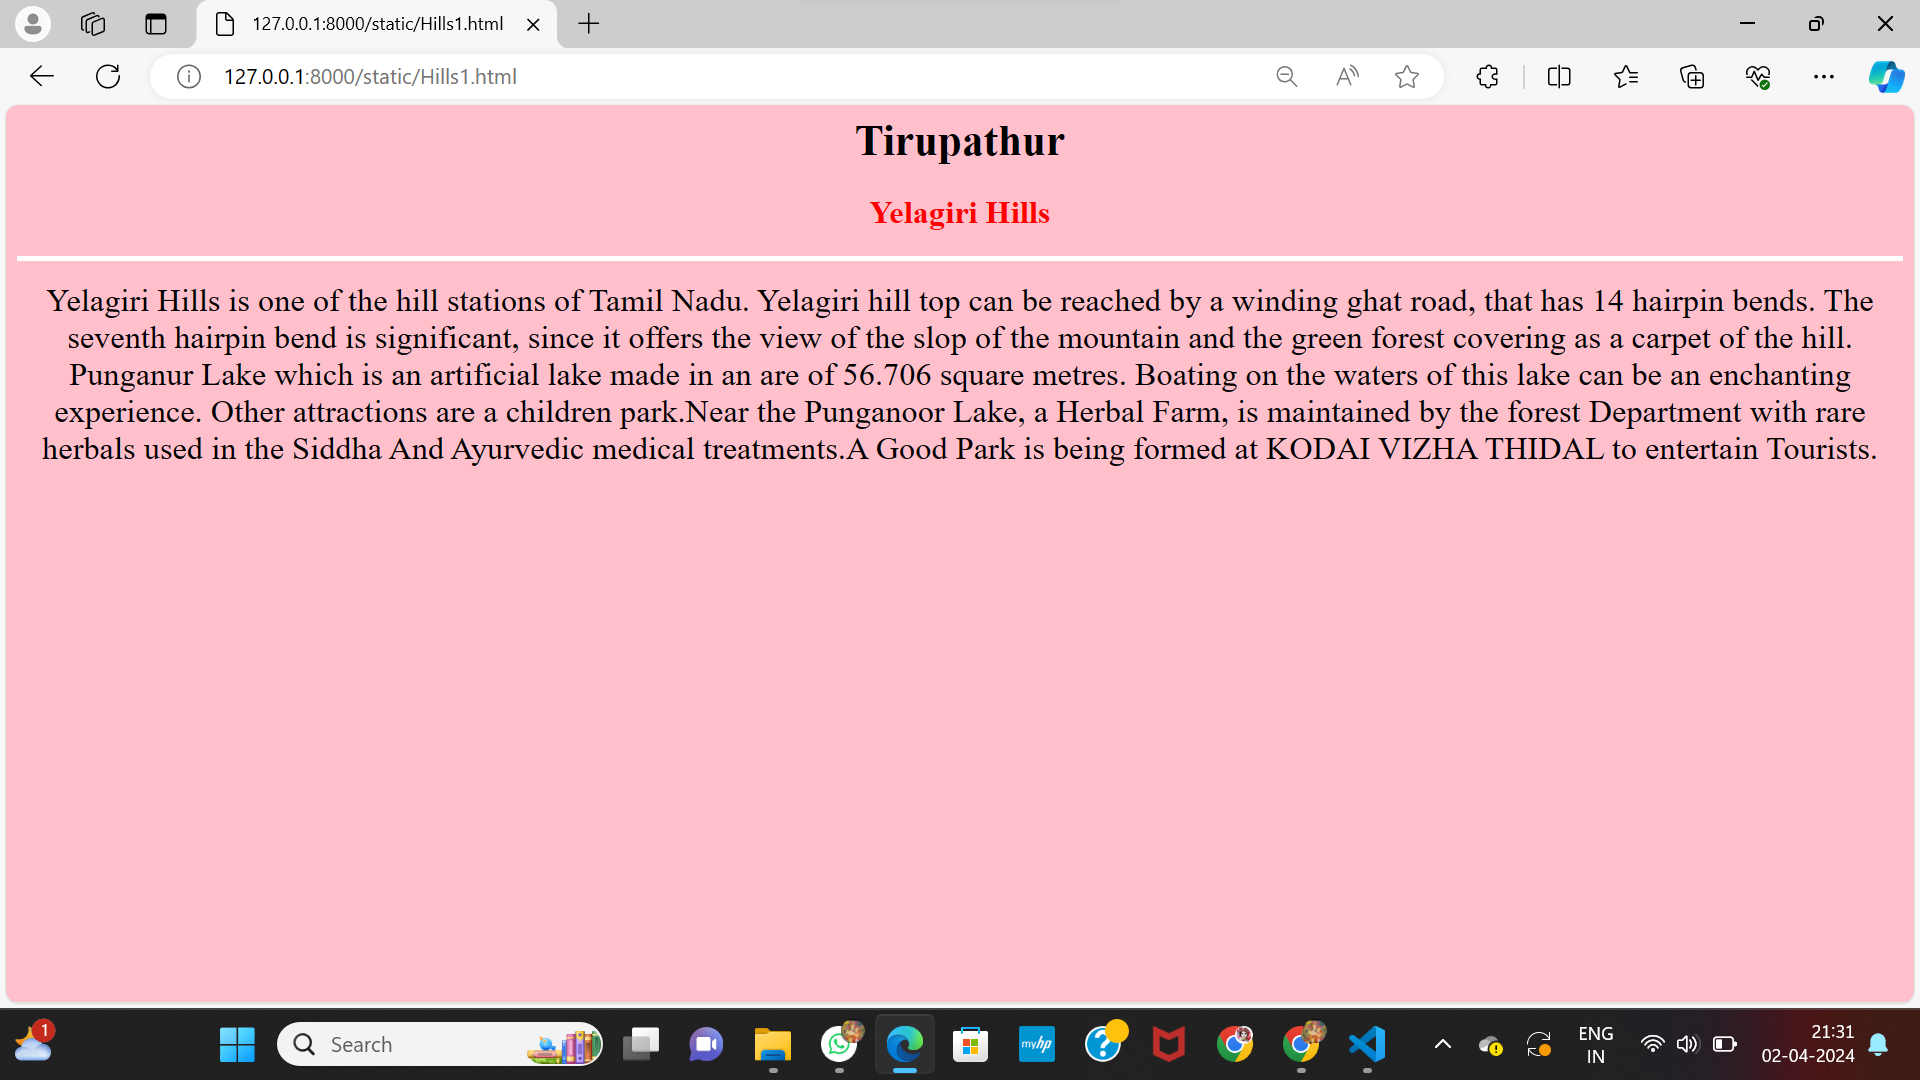 127.0.0.1:8000/static/Hills1.html
127.0.0.1:8000/static/Hills1.html
Tirupathur
Yelagiri Hills
Yelagiri Hills is one of the hill stations of Tamil Nadu. Yelagiri hill top can be reached by a winding ghat road, that has 14 hairpin bends. The
seventh hairpin bend is significant, since it offers the view of the slop of the mountain and the green forest covering as a carpet of the hill.
Punganur Lake which is an artificial lake made in an are of 56.706 square metres. Boating on the waters of this lake can be an enchanting
experience. Other attractions are a children park.Near the Punganoor Lake, a Herbal Farm, is maintained by the forest Department with rare
herbals used in the Siddha And Ayurvedic medical treatments.A Good Park is being formed at KODAI VIZHA THIDAL to entertain Tourists.
1
Search
myhp
ENG
IN
21:31
02-04-2024